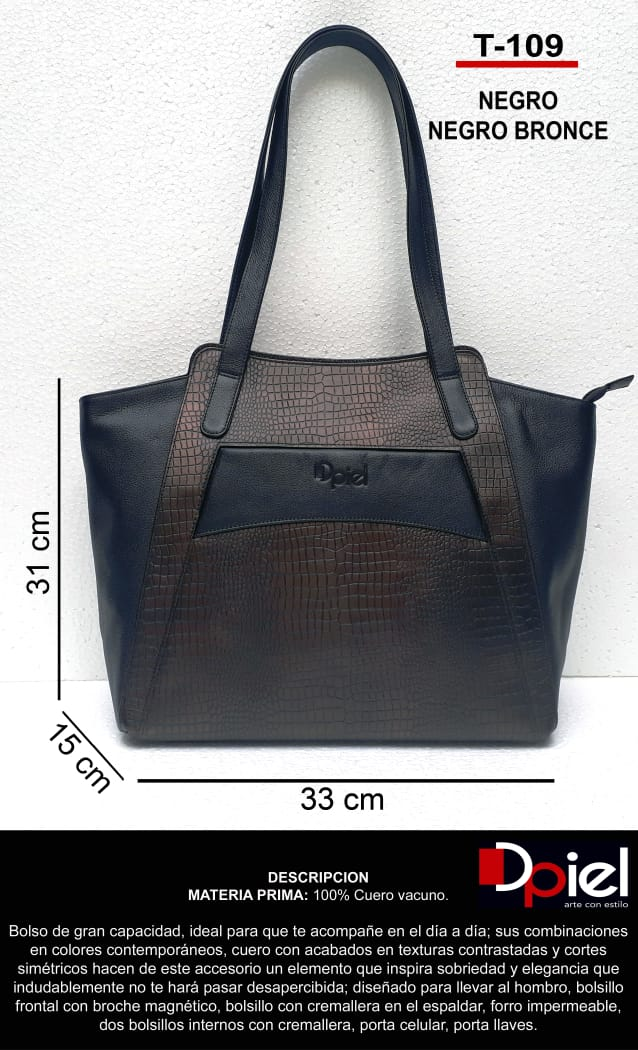 T-109
NEGRO
NEGRO BRONCE
Dpiel
31 cm
15 cm
33 cm
Dpiel
arte con estilo
DESCRIPCION
MATERIA PRIMA: 100% Cuero vacuno.
Bolso de gran capacidad, ideal para que te acompañe en el día a día; sus combinaciones
en colores contemporáneos, cuero con acabados en texturas contrastadas y cortes
simétricos hacen de este accesorio un elemento que inspira sobriedad y elegancia que
indudablemente no te hará pasar desapercibida; diseñado para llevar al hombro, bolsillo
frontal con broche magnético, bolsillo con cremallera en el espaldar, forro impermeable,
dos bolsillos internos con cremallera, porta celular, porta llaves.